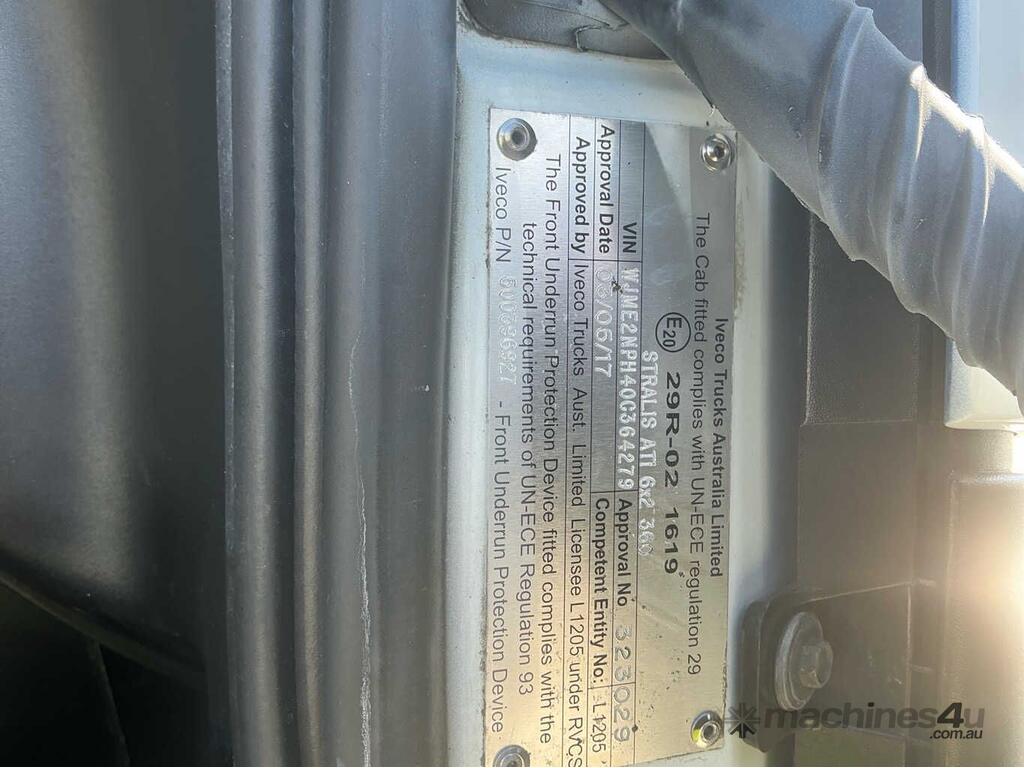 Iveco Trucks Australia Limited
The Cab fitted complies with UN-ECE regulation 29
E20 29R-02 1619
STRALIS ATi 6x2 360
VIN WJME2NPH40C364279 Approval No 323029
Approval Date 05/17 Competent Entity No: L1205
Approved by Iveco Trucks Aust. Limited Licensee L1205 under RVCS
The Front Underrun Protection Device fitted complies with the
technical requirements of UN-ECE Regulation 93
Iveco P/N - Front Underrun Protection Device
machines4u
.com.au